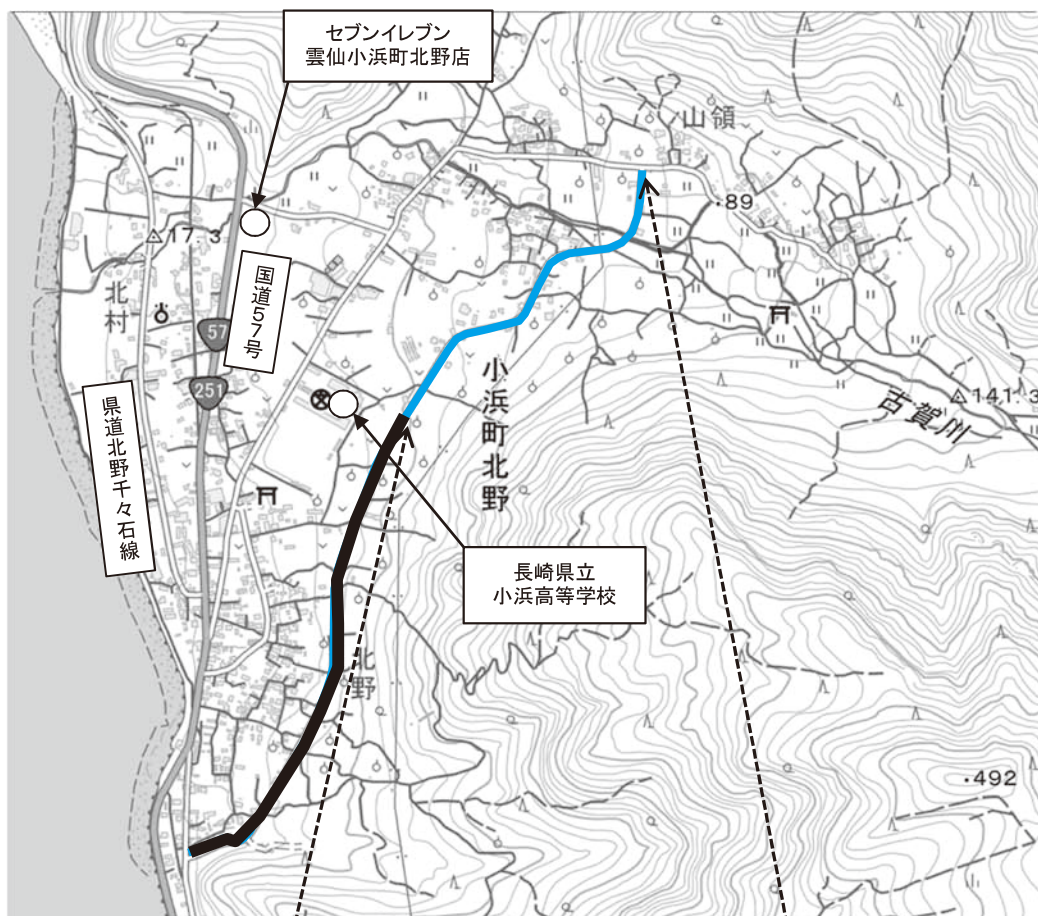 セブンイレブン
雲仙小浜町北野店
山領
・89
17.3
北村
国道57号
57
251
県道北野千々石線
小浜町北野
141.3
古賀川
長崎県立
小浜高等学校
北野
・492